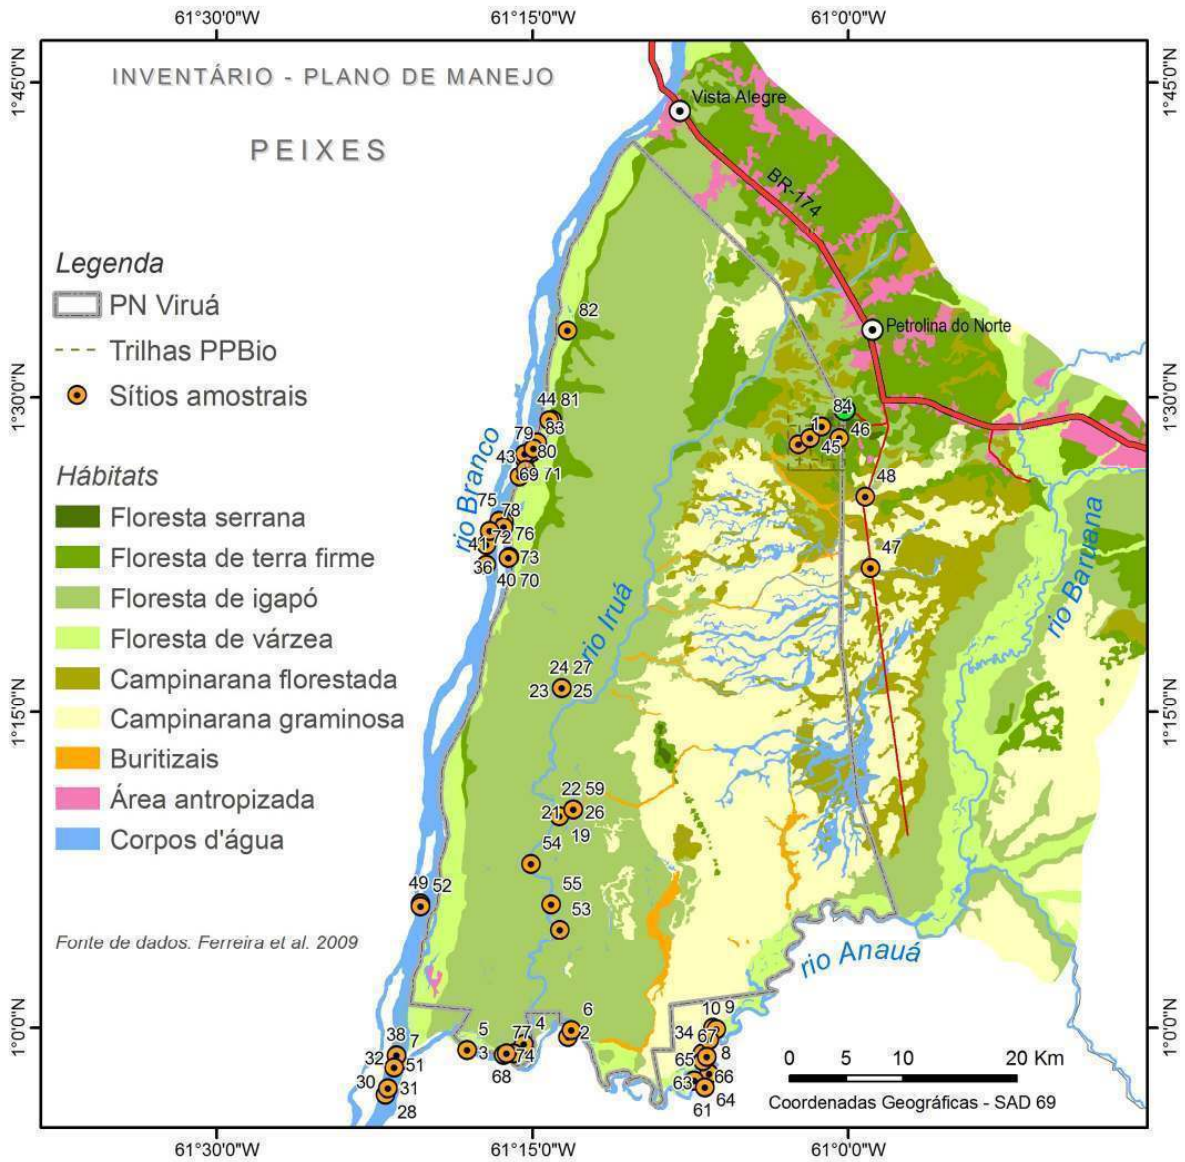 61°30'0"W 61°15'0"W 61°0'0"W
1°45'0"N 1°45'0"N
INVENTÁRIO - PLANO DE MANEJO
PEIXES
Vista Alegre
BR-174
Legenda
PN Viruá
Trilhas PPBio
Sítios amostrais
Petrolina do Norte
82
1°30'0"N 1°30'0"N
44 81
84
79 83
1 46
43 80 45
69 71
rio Branco
48
75 78
76
41 72
36 73
40 70
47
rio Baruana
Hábitats
Floresta serrana
Floresta de terra firme
Floresta de igapó
Floresta de várzea
Campinarana florestada
Campinarana graminosa
Buritizais
Área antropizada
Corpos d'água
rio Iruá
24 27
23 25
1°15'0"N 1°15'0"N
22 59
21 26
19
54
49 52
55
53
Fonte de dados. Ferreira et al. 2009
rio Anauá
1°0'0"N 1°0'0"N
6
10 9
5 77 4
38 7
3 74 2
34 67
32 51
68
65 8
30 31
63 66
28
61 64
0 5 10 20 Km
Coordenadas Geográficas - SAD 69
61°30'0"W 61°15'0"W 61°0'0"W